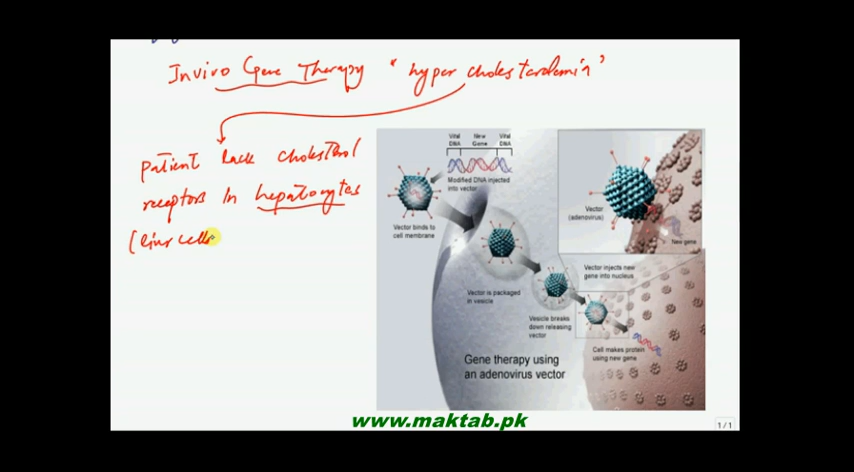 Invivo Gene Therapy "hyper cholesterolemin"
patient lack cholesterol
receptors in hepatocytes
(liver cells
Vital DNA New Gene Vital DNA
Modified DNA injected
into vector
Vector binds to
cell membrane
Vector is packaged
in vesicle
Vesicle breaks
down releasing
vector
Vector
(adenovirus)
New gene
Vector injects new
gene into nucleus
Cell makes protein
using new gene
Gene therapy using
an adenovirus vector
www.maktab.pk
1/1